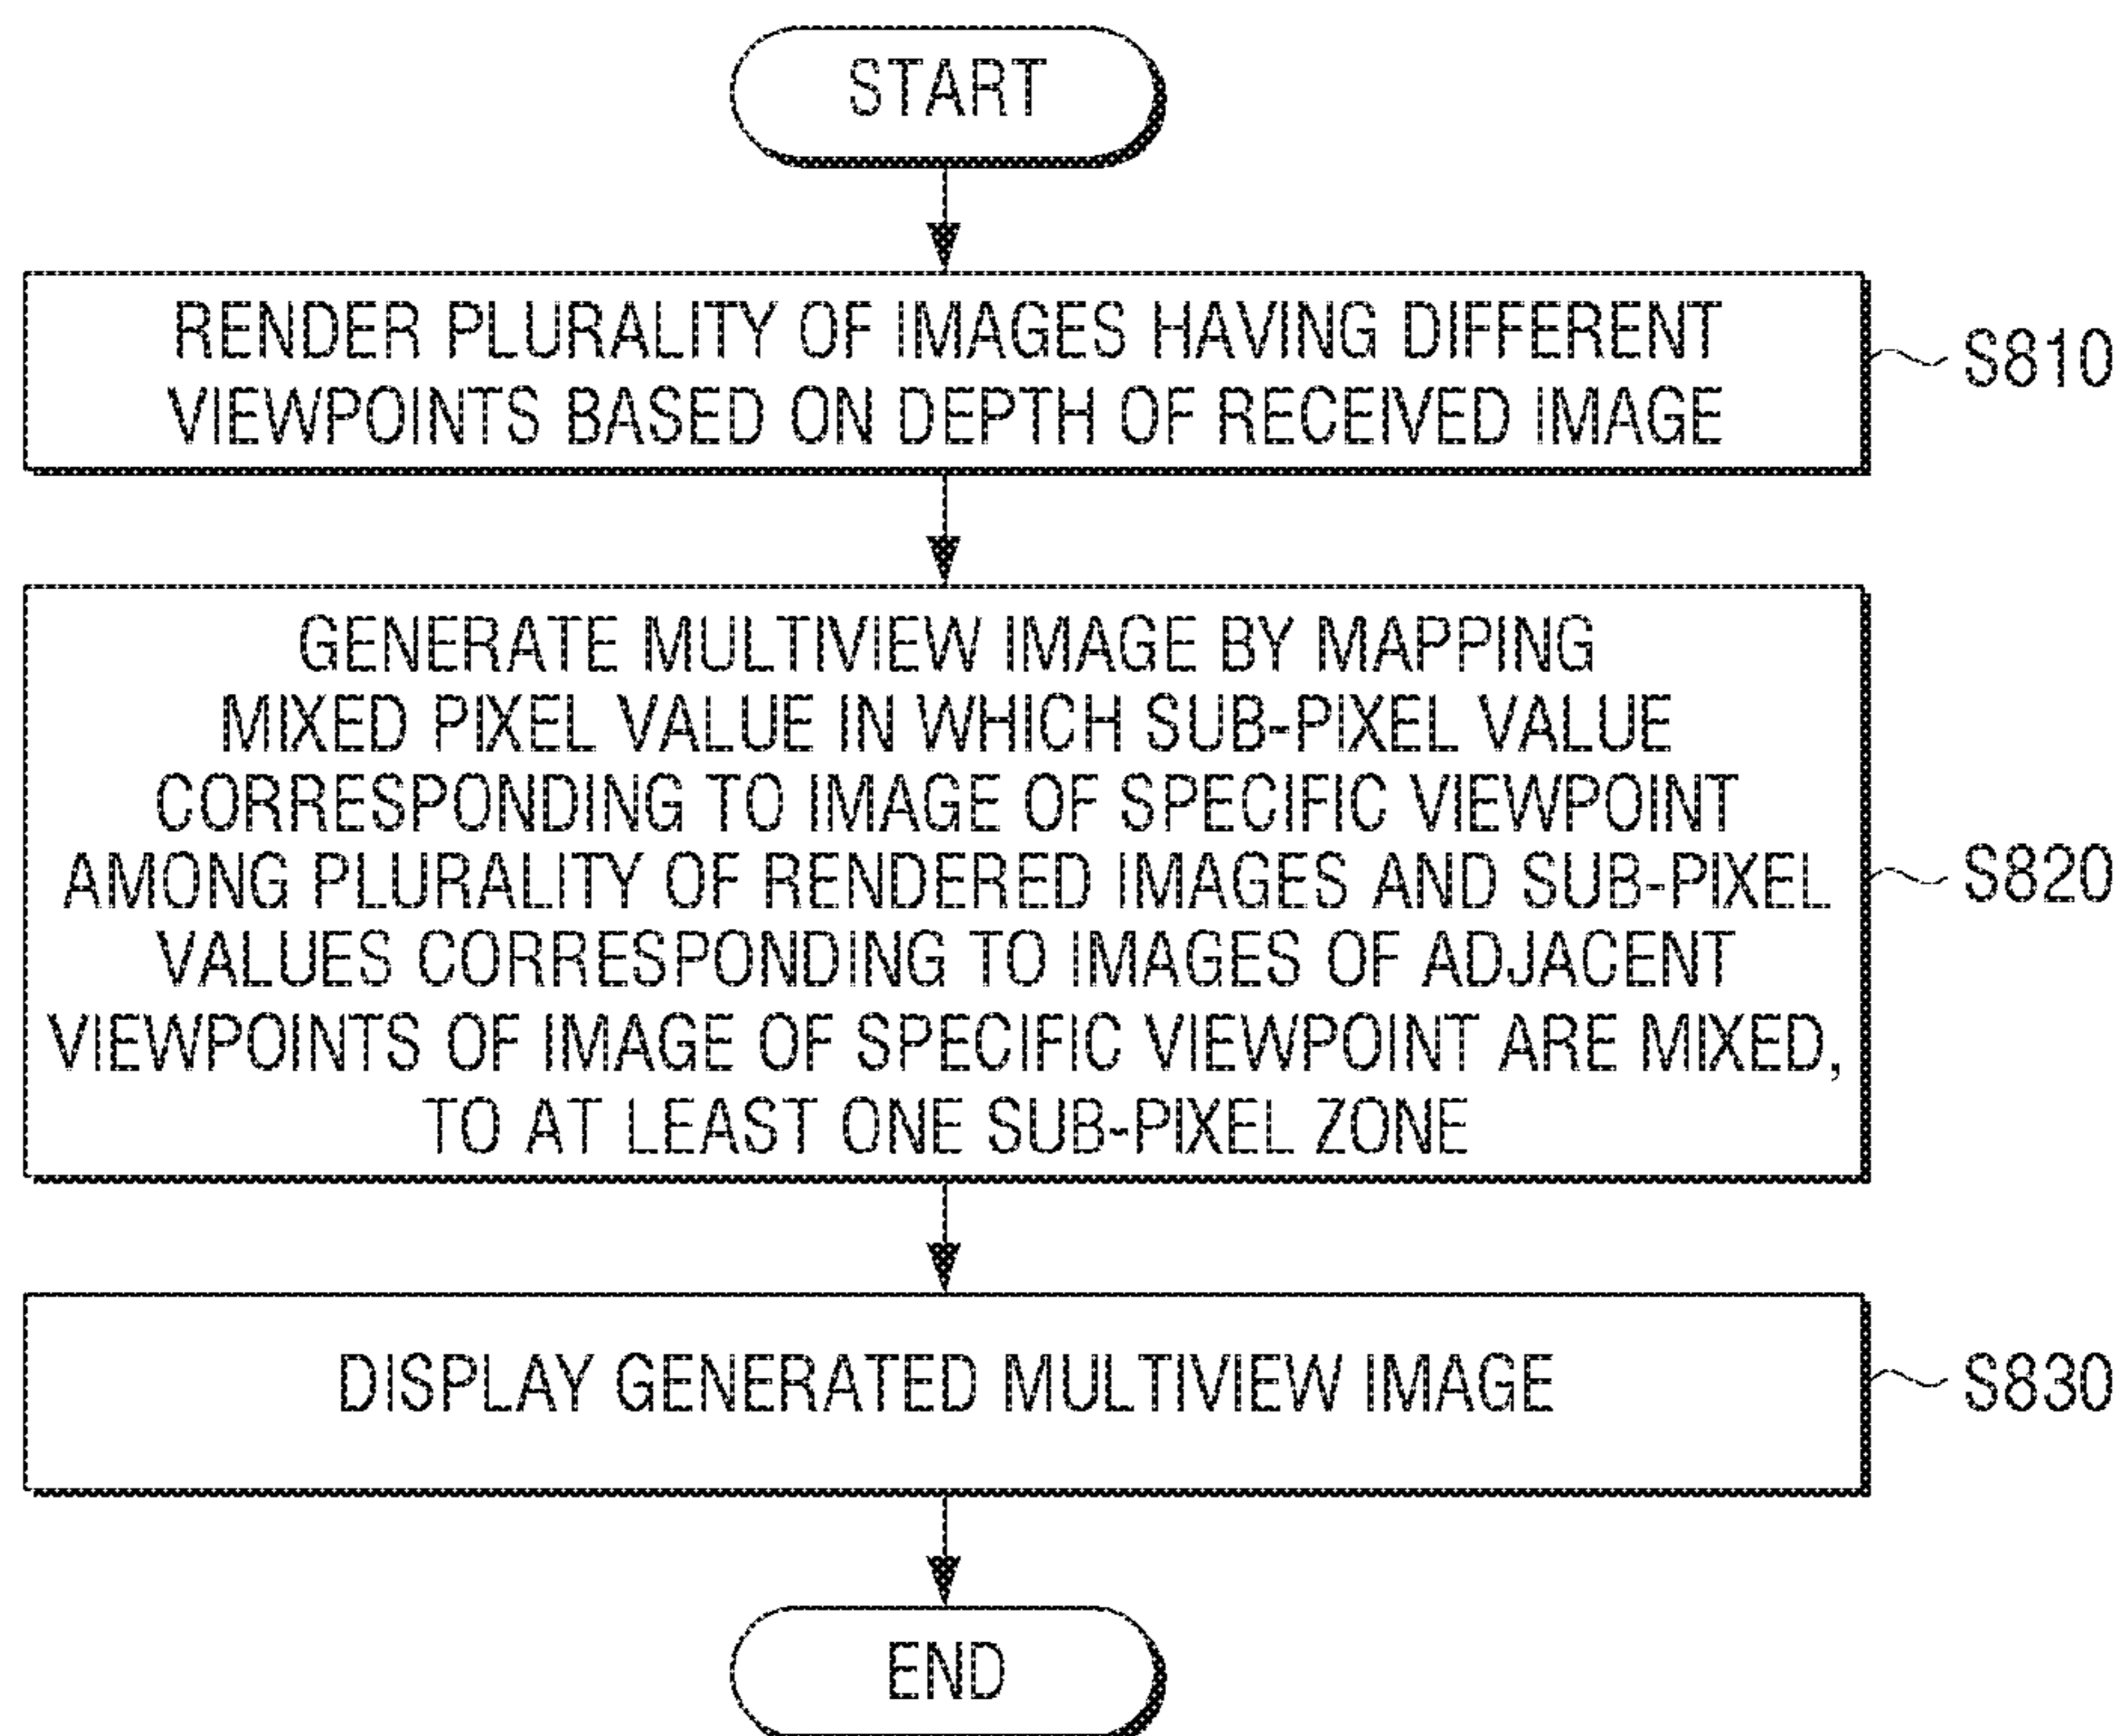 START
RENDER PLURALITY OF IMAGES HAVING DIFFERENT
VIEWPOINTS BASED ON DEPTH OF RECEIVED IMAGE
S810
GENERATE MULTIVIEW IMAGE BY MAPPING
MIXED PIXEL VALUE IN WHICH SUB-PIXEL VALUE
CORRESPONDING TO IMAGE OF SPECIFIC VIEWPOINT
AMONG PLURALITY OF RENDERED IMAGES AND SUB-PIXEL
VALUES CORRESPONDING TO IMAGES OF ADJACENT
VIEWPOINTS OF IMAGE OF SPECIFIC VIEWPOINT ARE MIXED,
TO AT LEAST ONE SUB-PIXEL ZONE
S820
DISPLAY GENERATED MULTIVIEW IMAGE
S830
END